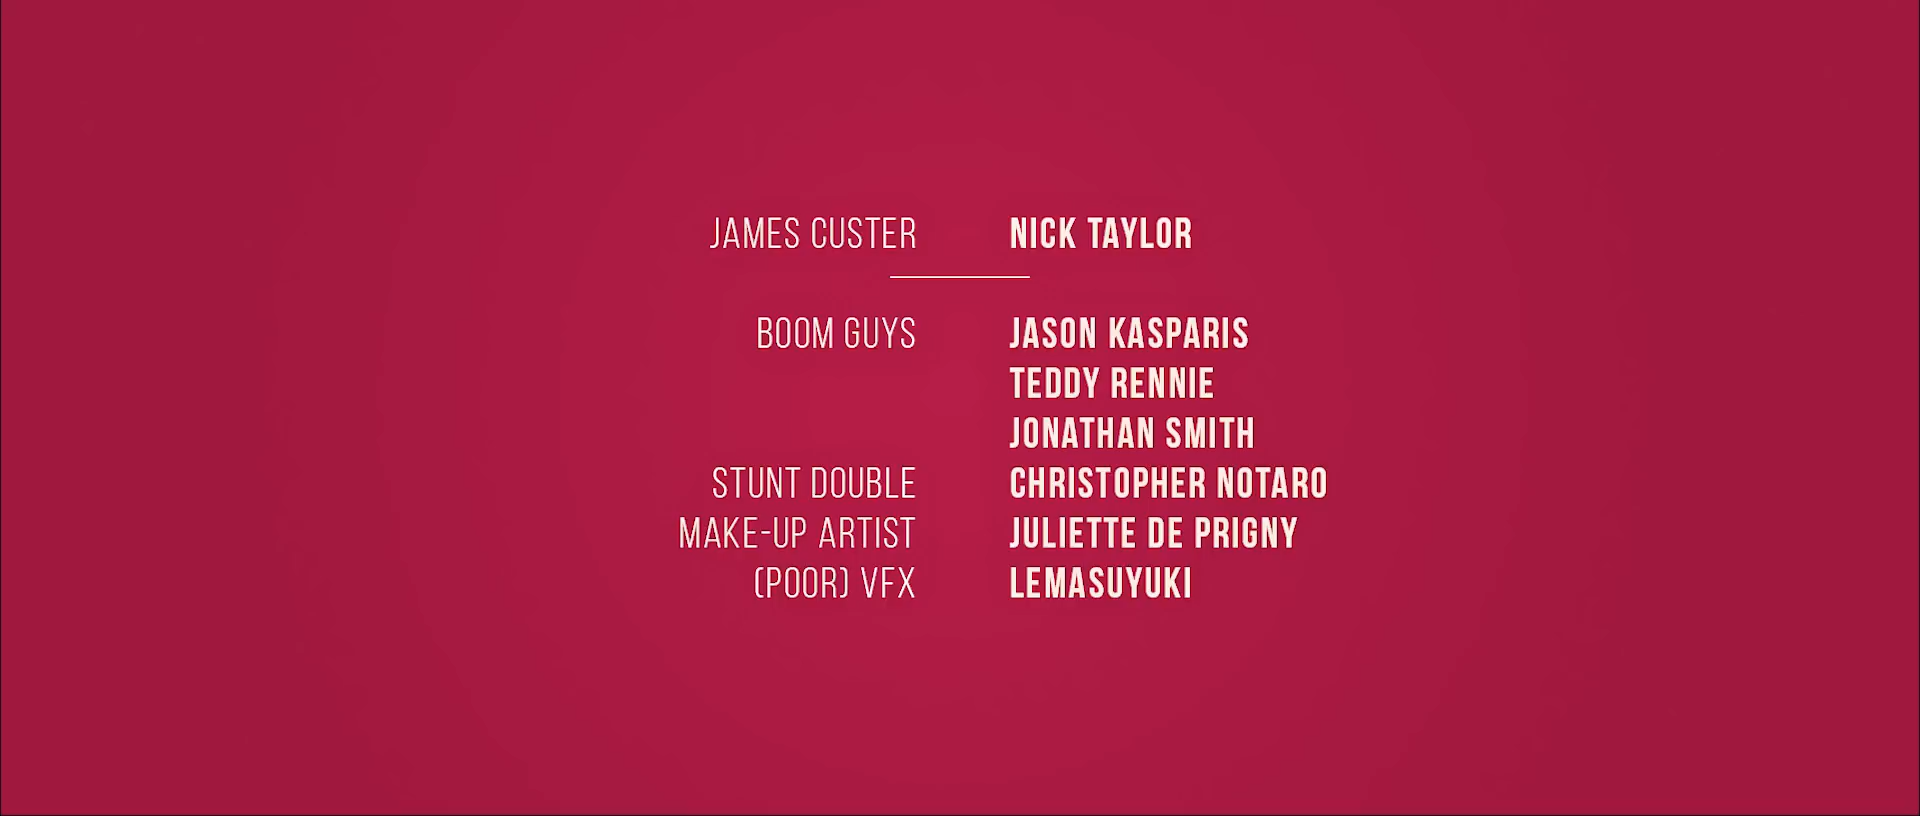 JAMES CUSTER NICK TAYLOR
BOOM GUYS JASON KASPARIS
TEDDY RENNIE
JONATHAN SMITH
STUNT DOUBLE CHRISTOPHER NOTARO
MAKE-UP ARTIST JULIETTE DE PRIGNY
(POOR) VFX LEMASUYUKI